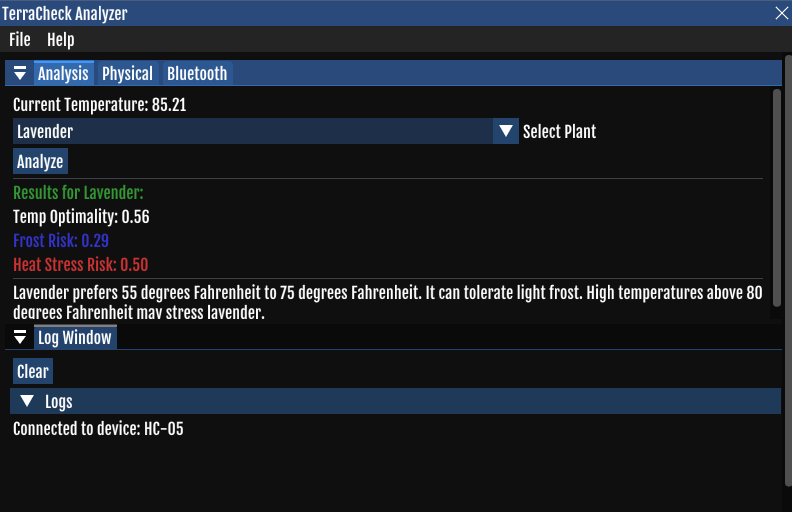 TerraCheck Analyzer
File Help
Analysis Physical Bluetooth
Current Temperature: 85.21
Lavender Select Plant
Analyze
Results for Lavender:
Temp Optimality: 0.56
Frost Risk: 0.29
Heat Stress Risk: 0.50
Lavender prefers 55 degrees Fahrenheit to 75 degrees Fahrenheit. It can tolerate light frost. High temperatures above 80
degrees Fahrenheit may stress lavender.
Log Window
Clear
Logs
Connected to device: HC-05